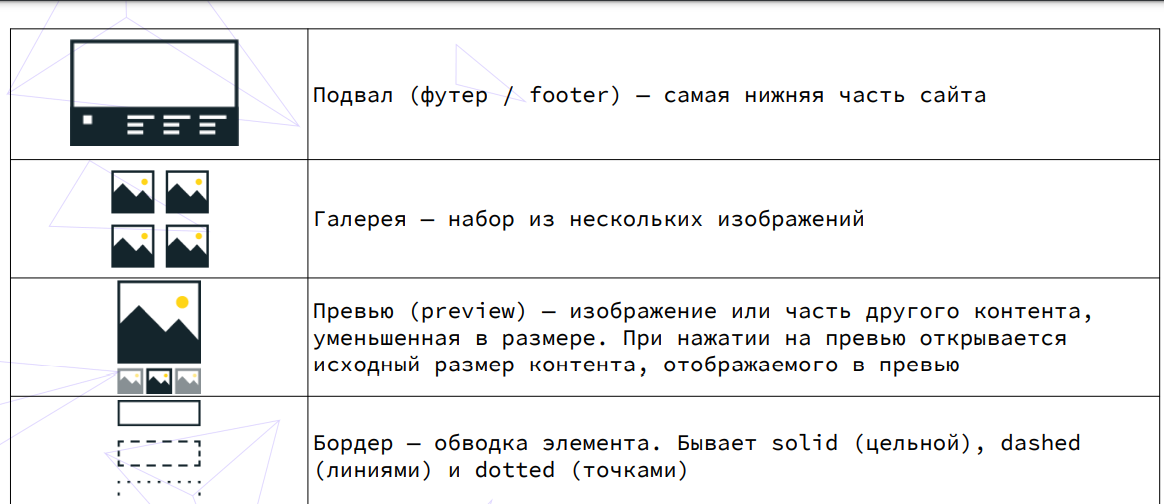 Подвал (футер / footer) — самая нижняя часть сайта
Галерея — набор из нескольких изображений
Превью (preview) — изображение или часть другого контента,
уменьшенная в размере. При нажатии на превью открывается
исходный размер контента, отображаемого в превью
Бордер — обводка элемента. Бывает solid (цельной), dashed
(линиями) и dotted (точками)